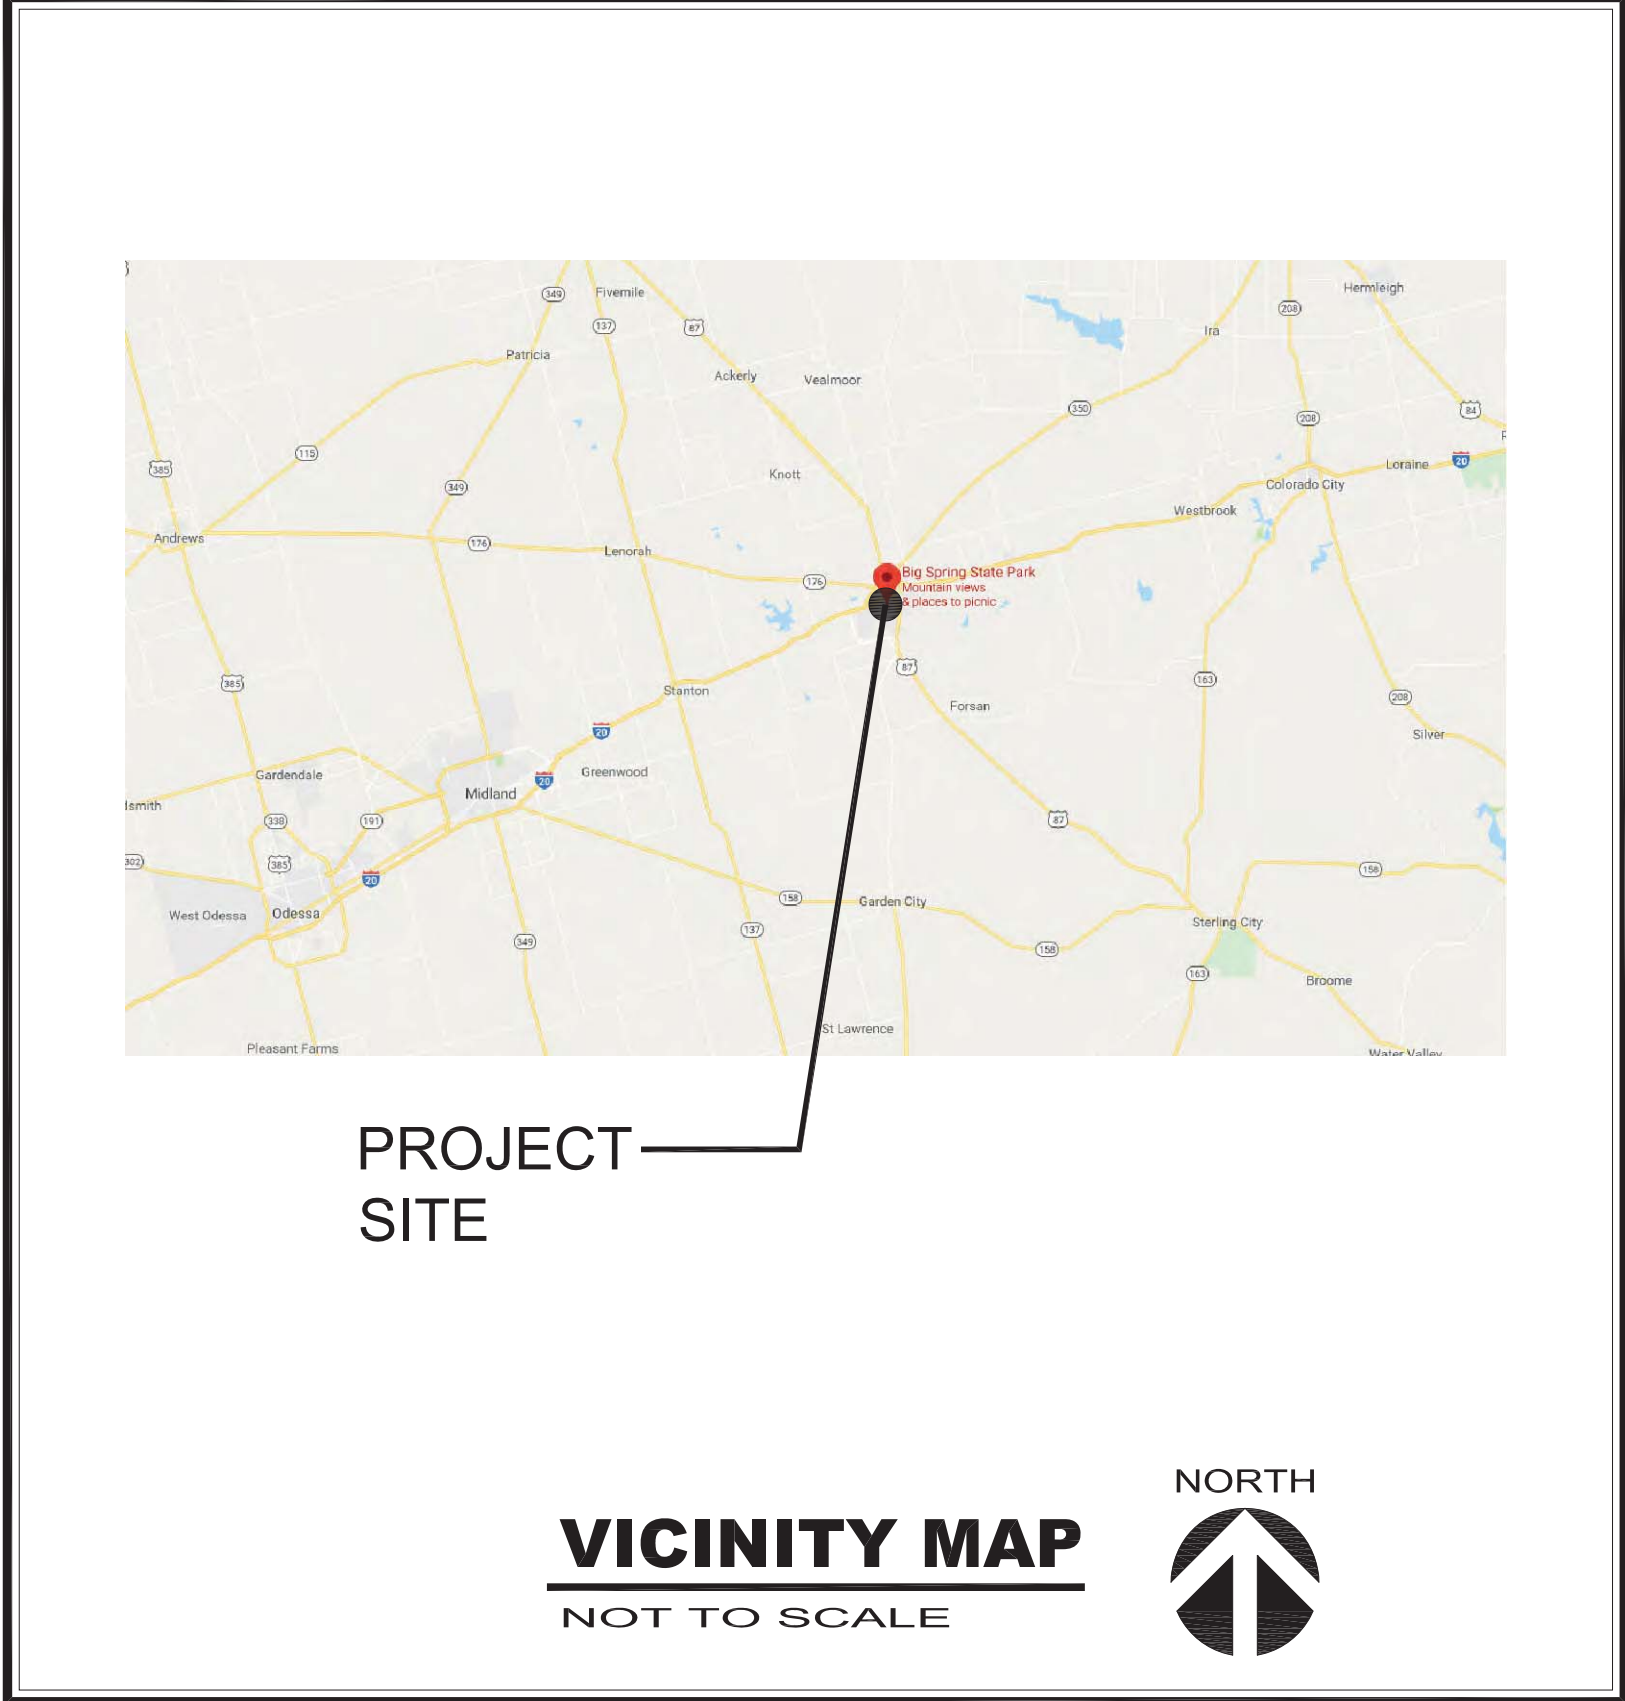 349
Fivemile
Hermleigh
208
137
87
Ira
Patricia
Ackerly
Vealmoor
350
84
208
115
385
Knott
Loraine
20
349
Colorado City
Westbrook
Andrews
176
Lenorah
Big Spring State Park
176
Mountain views
& places to picnic
87
385
163
Stanton
208
Forsan
20
Silver
Gardendale
20
Greenwood
Midland
lsmith
338
191
87
302
385
158
20
158
Garden City
West Odessa
Odessa
Sterling City
137
349
158
163
Broome
St Lawrence
Pleasant Farms
Water Valley
PROJECT
SITE
NORTH
VICINITY MAP
NOT TO SCALE